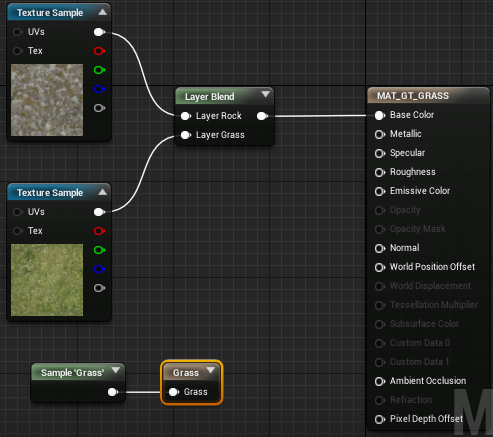 Texture Sample
UVs
Tex
Layer Blend
Layer Rock
Layer Grass
Texture Sample
UVs
Tex
Sample 'Grass'
Grass
Grass
MAT_GT_GRASS
Base Color
Metallic
Specular
Roughness
Emissive Color
Opacity
Opacity Mask
Normal
World Position Offset
World Displacement
Tessellation Multiplier
Subsurface Color
Custom Data 0
Custom Data 1
Ambient Occlusion
Refraction
Pixel Depth Offset
M